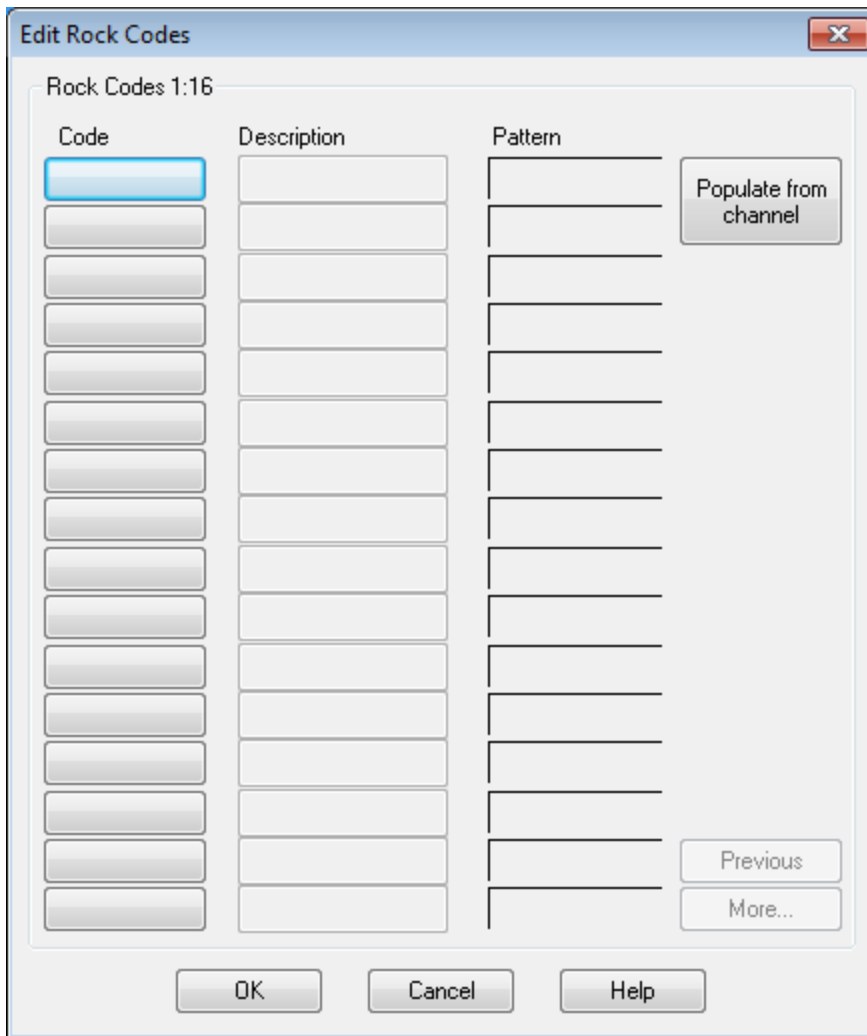 Edit Rock Codes
Rock Codes 1:16
Code Description Pattern
Populate from
channel
Previous
More...
OK Cancel Help